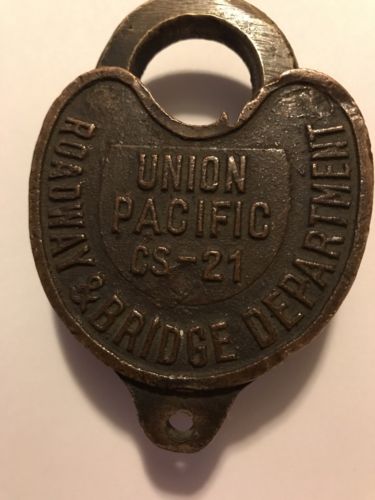 UNION
PACIFIC
CS-21
ROADWAY & BRIDGE DEPARTMENT